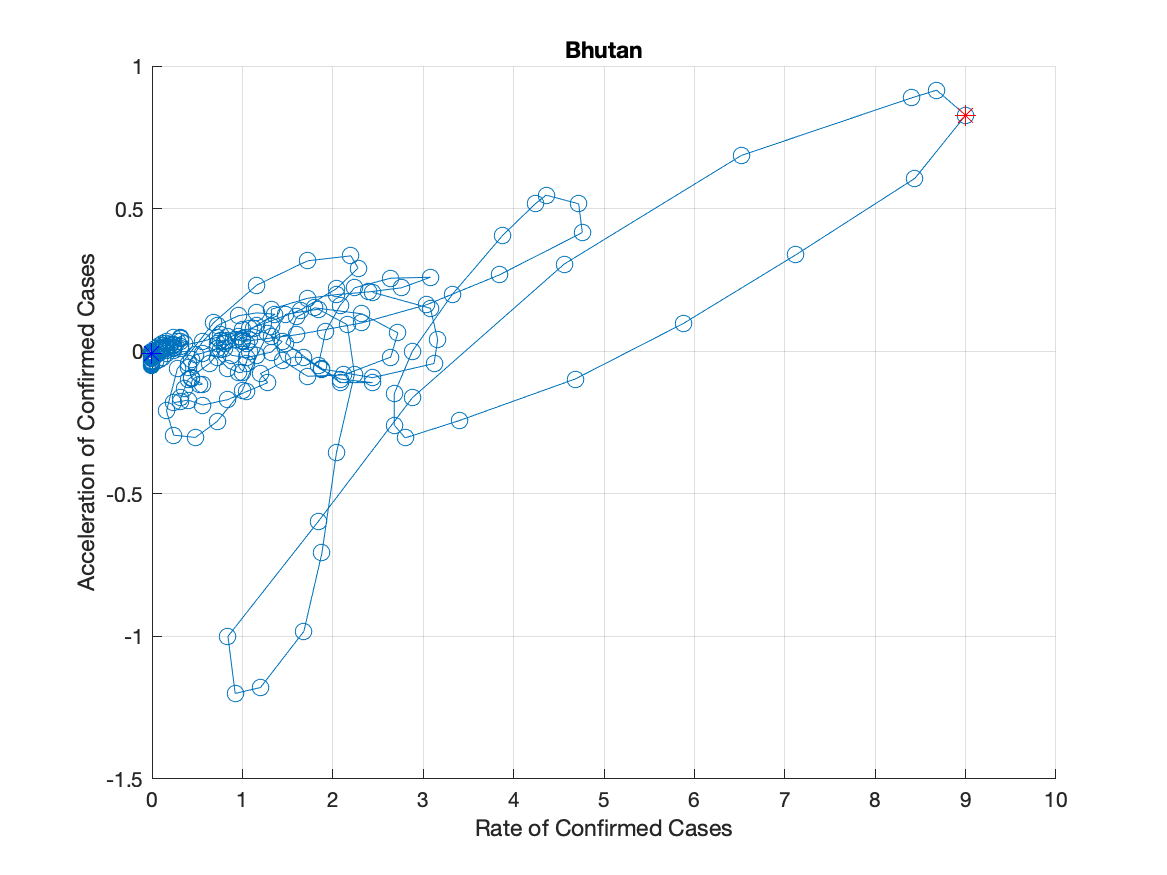 Bhutan
1
0.5
0
-0.5
-1
-1.5
0 1 2 3 4 5 6 7 8 9 10
Acceleration of Confirmed Cases
Rate of Confirmed Cases